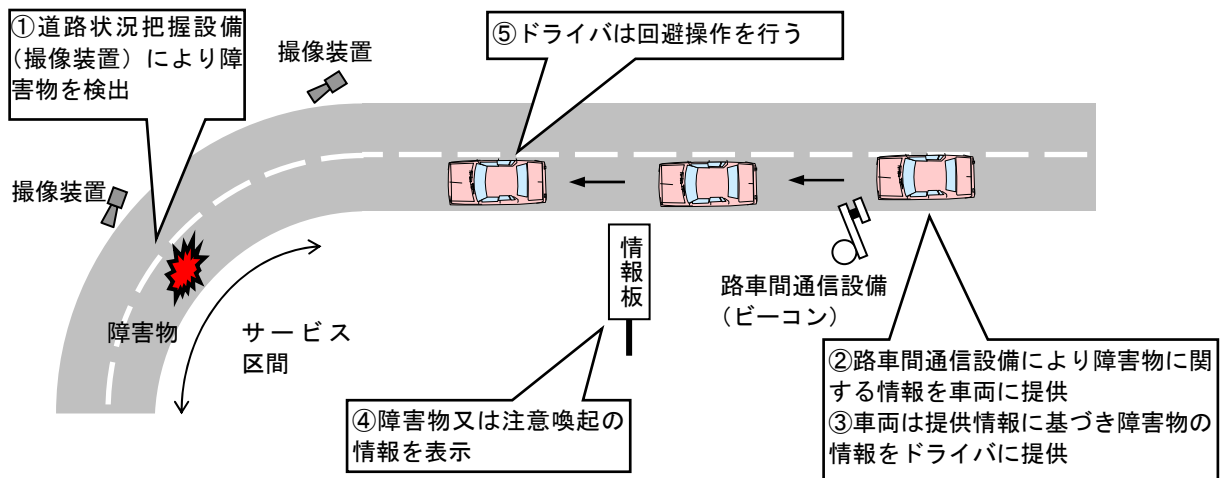 ①道路状況把握設備
（撮像装置）により障
害物を検出
撮像装置
⑤ドライバは回避操作を行う
撮像装置
障害物
サービス
区間
情報板
路車間通信設備
（ビーコン）
④障害物又は注意喚起の
情報を表示
②路車間通信設備により障害物に関
する情報を車両に提供
③車両は提供情報に基づき障害物の
情報をドライバに提供